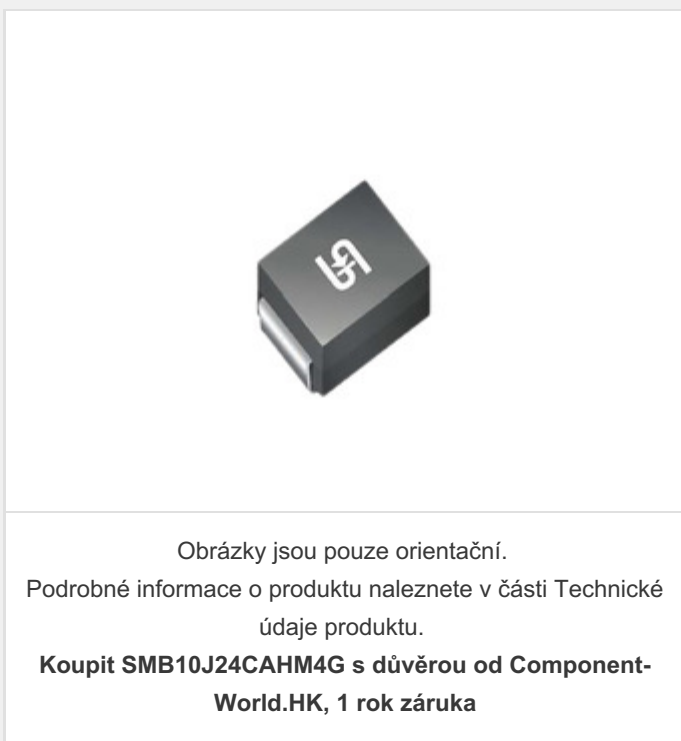 Obrázky jsou pouze orientační.
Podrobné informace o produktu naleznete v části Technické
údaje produktu.
Koupit SMB10J24CAHM4G s důvěrou od Component-
World.HK, 1 rok záruka